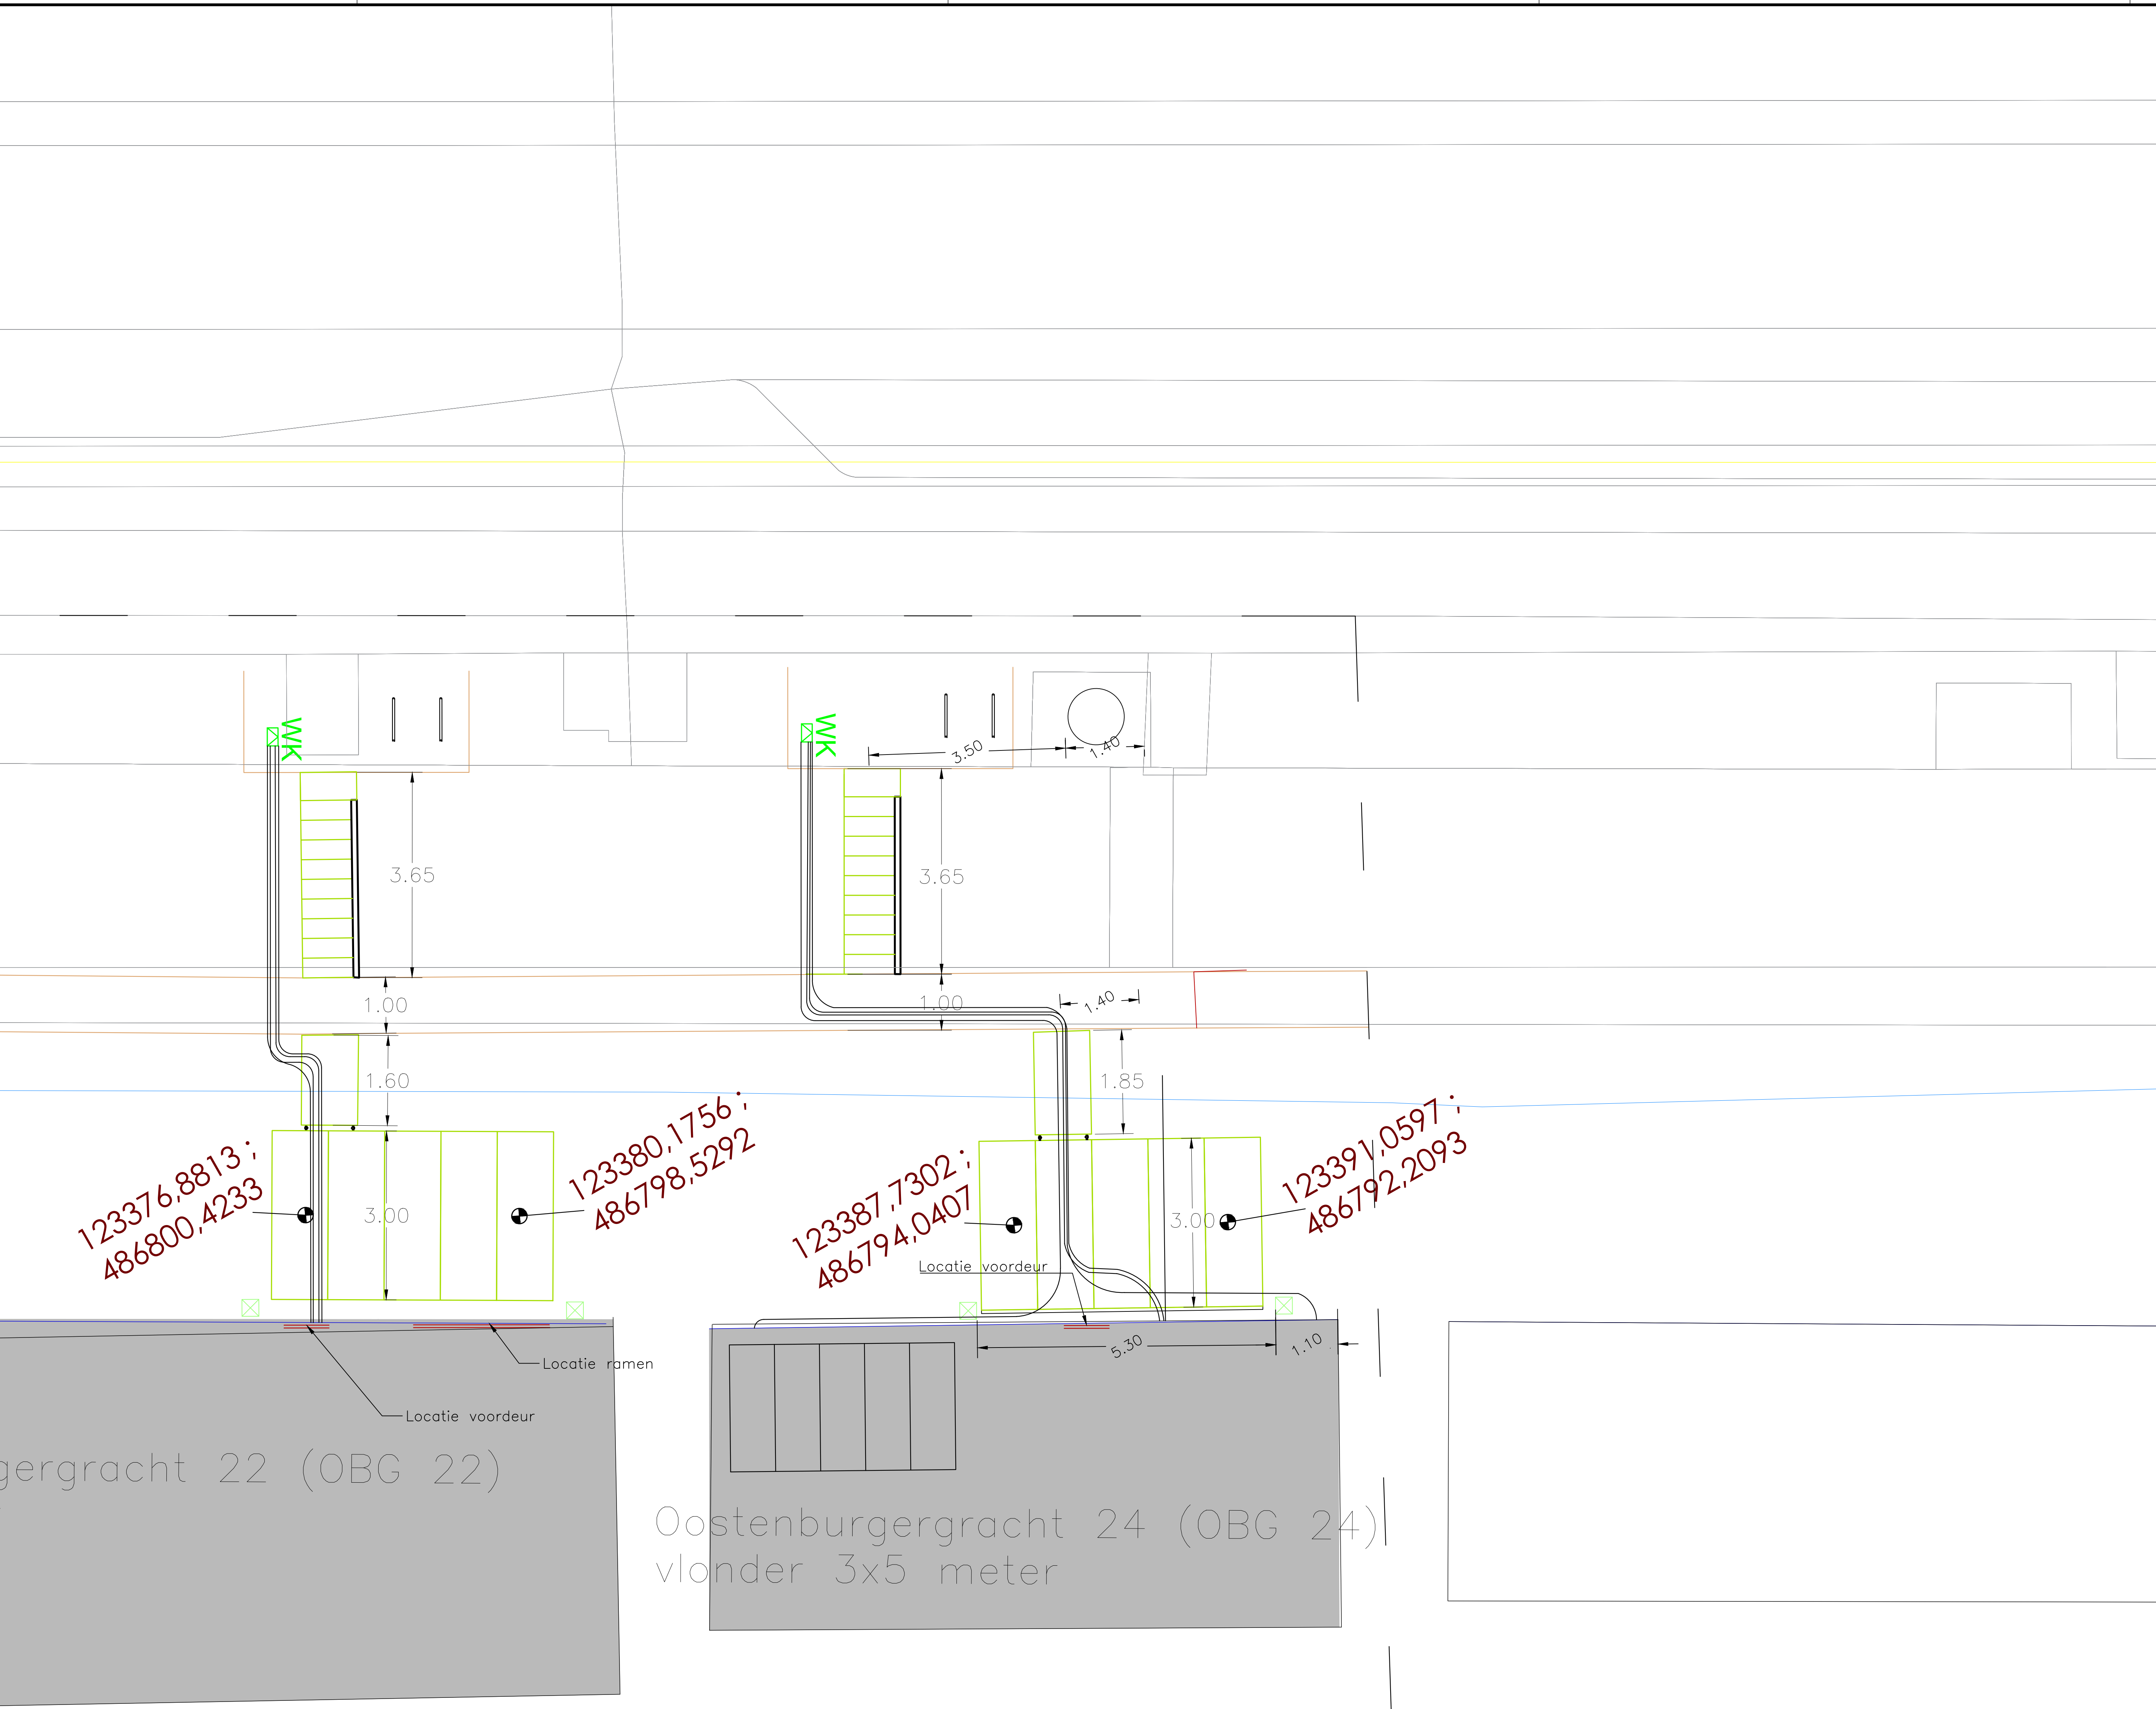 WK
WK
3.50
1.40
3.65
3.65
1.00
1.00
1.40
1.60
1.85
123376,8813 ;
486800,4233
3.00
123380,1756 ;
486798,5292
123387,7302 ;
486794,0407
3.00
123391,0597 ;
486792,2093
Locatie voordeur
5.30
1.10
Locatie ramen
Locatie voordeur
gergracht 22 (OBG 22)
Oostenburgergracht 24 (OBG 24)
vlonder 3x5 meter